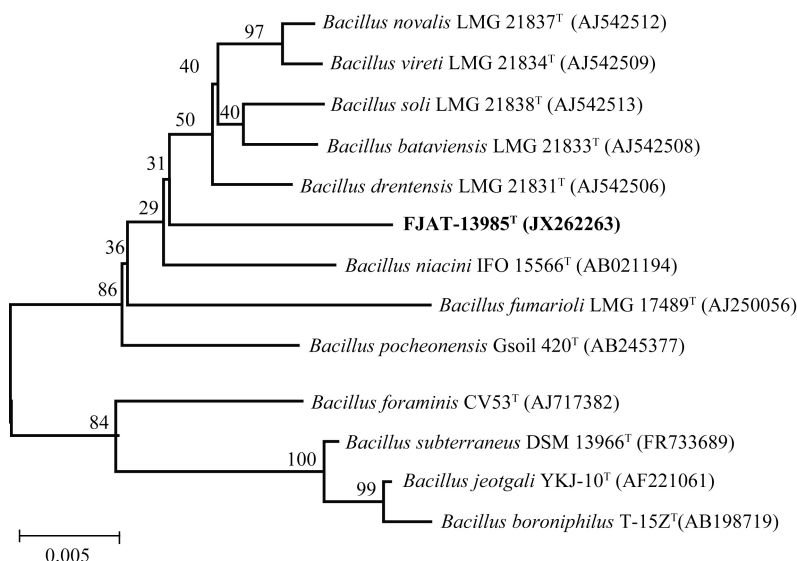 Bacillus novalis LMG 21837ᵀ (AJ542512)
97
Bacillus vireti LMG 21834ᵀ (AJ542509)
40
Bacillus soli LMG 21838ᵀ (AJ542513)
40
50
Bacillus bataviensis LMG 21833ᵀ (AJ542508)
31
Bacillus drentensis LMG 21831ᵀ (AJ542506)
29
FJAT-13985ᵀ (JX262263)
36
Bacillus niacini IFO 15566ᵀ (AB021194)
86
Bacillus fumarioli LMG 17489ᵀ (AJ250056)
Bacillus pocheonensis Gsoil 420ᵀ (AB245377)
Bacillus foraminis CV53ᵀ (AJ717382)
84
Bacillus subterraneus DSM 13966ᵀ (FR733689)
100
Bacillus jeotgali YKJ-10ᵀ (AF221061)
99
Bacillus boroniphilus T-15Zᵀ(AB198719)
0.005